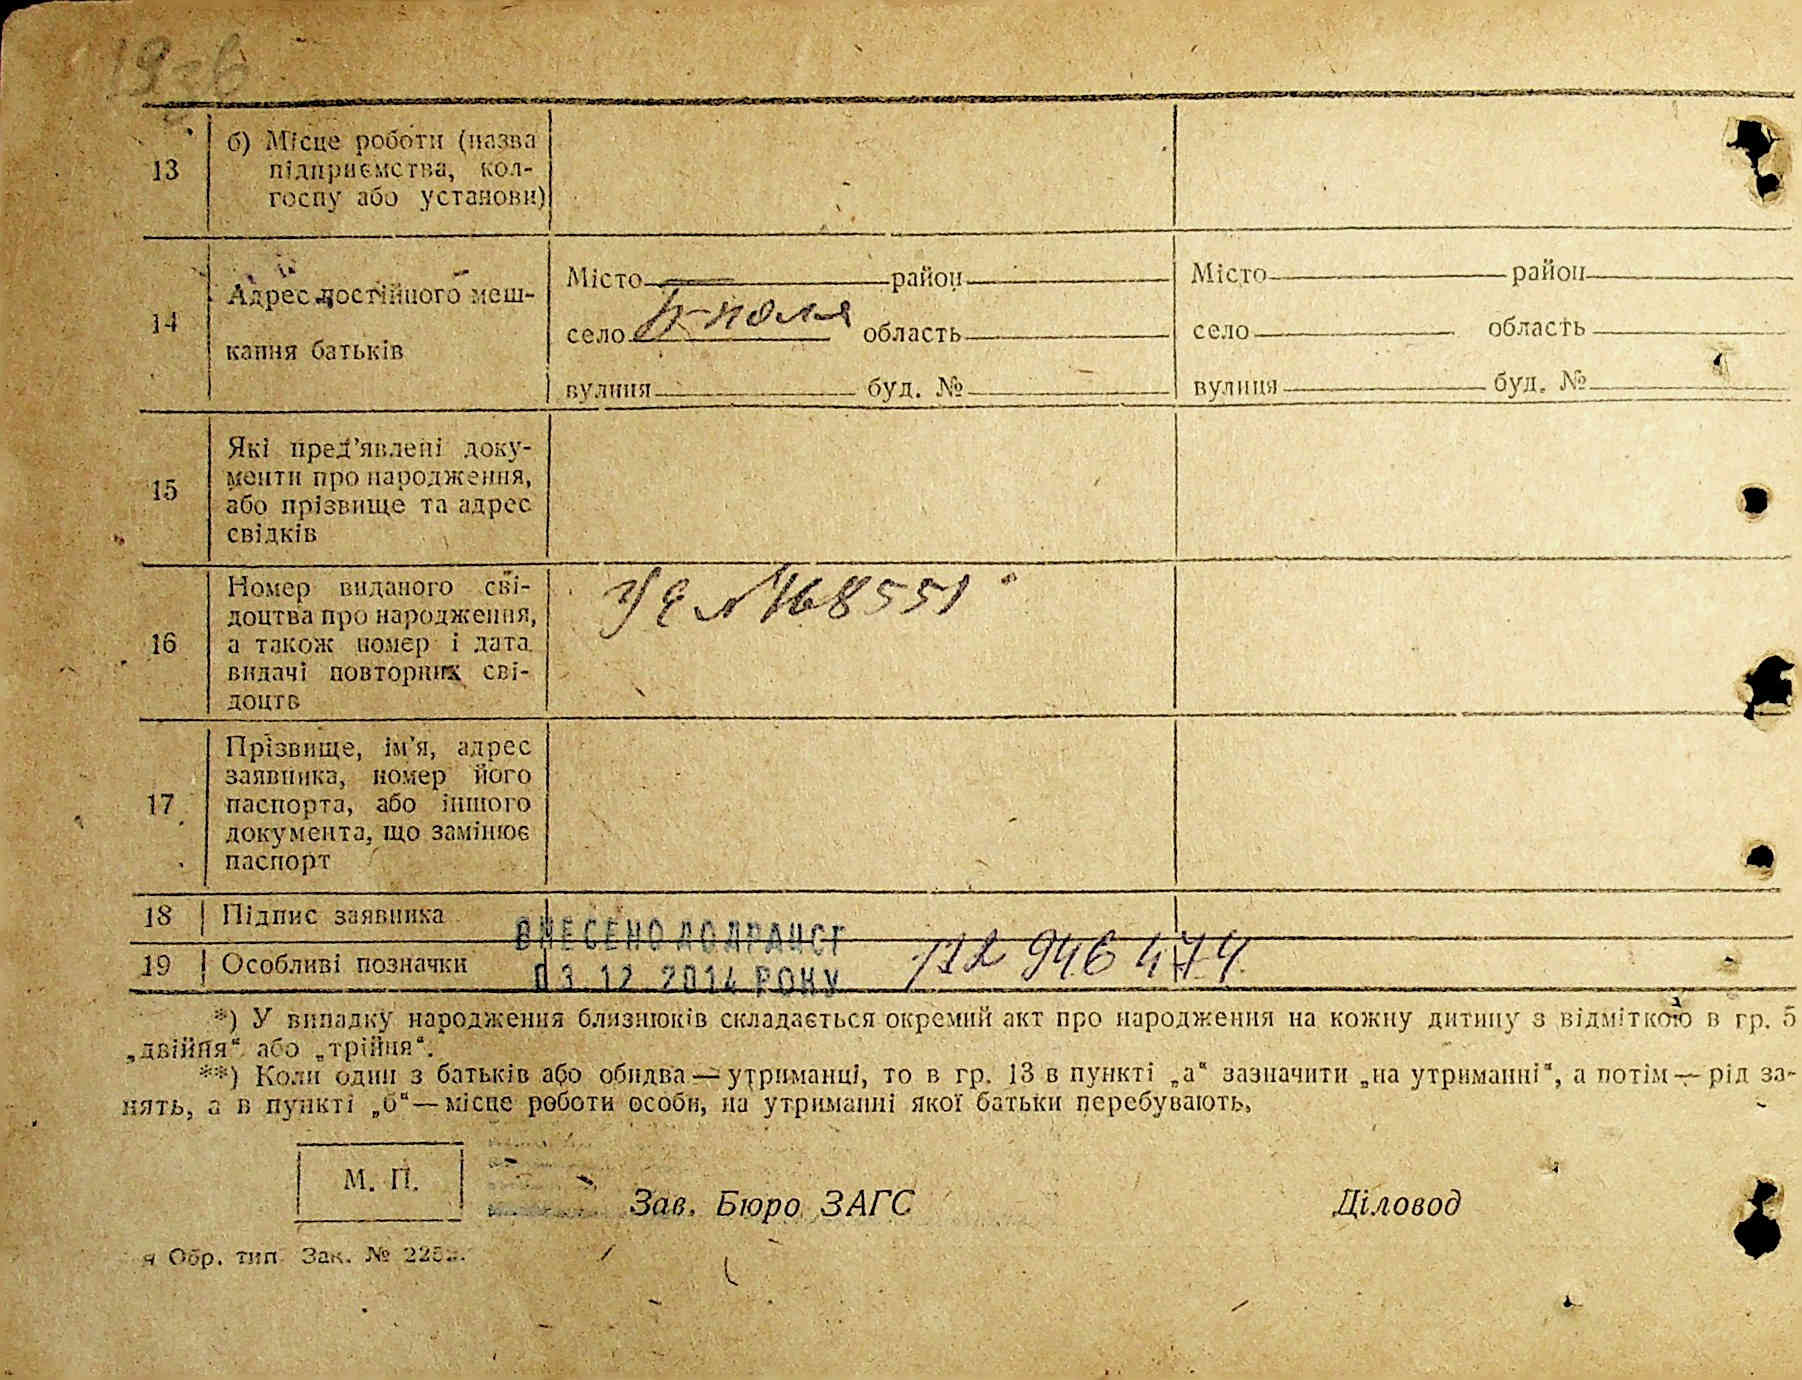 1936
13
б) Місце роботи (назва
підприємства, кол-
госпу або установи)
14
Адрес постійного меш-
кання батьків
Місто район
село область
вулиця буд. №
Місто район
село область
вулиця буд. №
15
Які пред'явлені доку-
менти про народження,
або прізвище та адрес
свідків
16
Номер виданого сві-
доцтва про народження,
а також номер і дата
видачі повторних сві-
доцтв
№ 168551
17
Прізвище, ім'я, адрес
заявника, номер його
паспорта, або іншого
документа, що замінює
паспорт
18 Підпис заявника
ВНЕСЕНО ДО ДРАЦСГ
19 Особливі позначки
03.12.2014 РОКУ
112 946 474
*) У випадку народження близнюків складається окремий акт про народження на кожну дитину з відміткою в гр. 5
„двійня" або „трійня".
**) Коли один з батьків або обидва — утриманці, то в гр. 13 в пункті „а" зазначити „на утриманні", а потім — рід за-
нять, а в пункті „б" — місце роботи особи, на утриманні якої батьки перебувають.
М. П.
Зав. Бюро ЗАГС Діловод
я Обр. тип. Зак. №